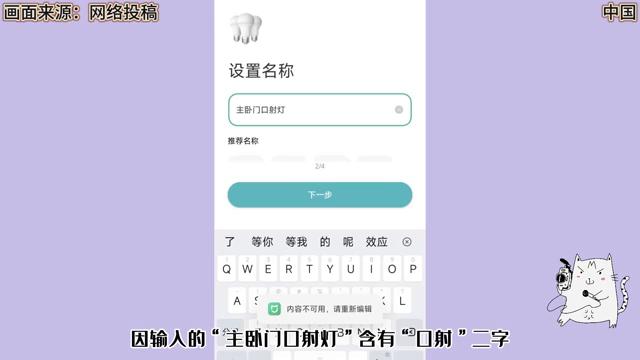 画面来源：网络投稿
中国
设置名称
主卧门口射灯
推荐名称
2/4
下一步
了 等你 等我 的 呢 效应
Q W E R T Y U I O P
A S K L
内容不可用，请重新编辑
因输入的“主卧门口射灯”含有“口射”二字